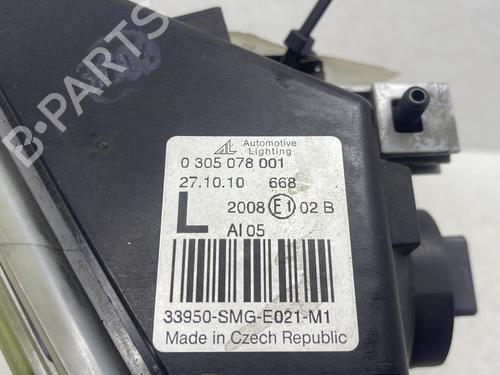 B-PARTS
AL Automotive
Lighting
0 305 078 001
27.10.10 668
L 2008 E1 02 B
AI 05
33950-SMG-E021-M1
Made in Czech Republic